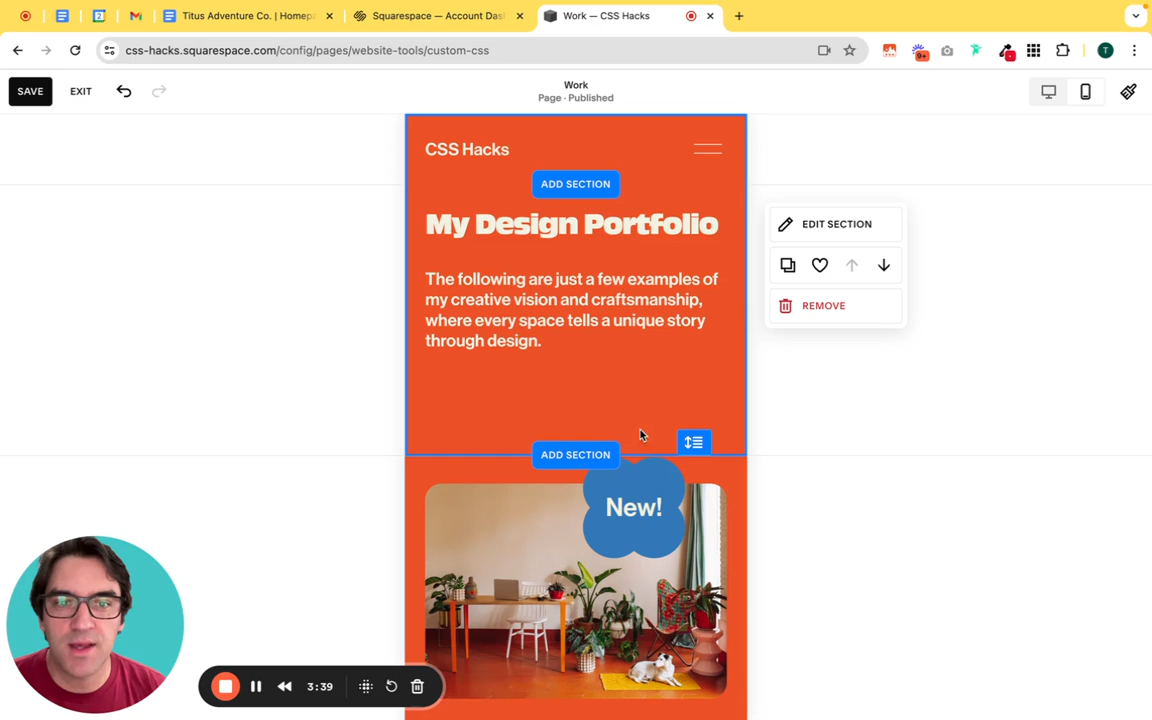 Titus Adventure Co. | Homepa
Squarespace — Account Das
Work — CSS Hacks
css-hacks.squarespace.com/config/pages/website-tools/custom-css
9+
T
SAVE
EXIT
Work
Page · Published
CSS Hacks
ADD SECTION
My Design Portfolio
The following are just a few examples of
my creative vision and craftsmanship,
where every space tells a unique story
through design.
EDIT SECTION
REMOVE
ADD SECTION
New!
3:39